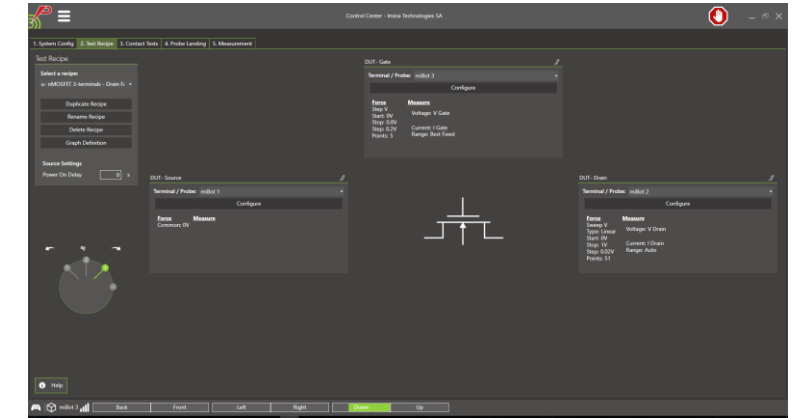 Control Center - Imina Technologies SA
1. System Config
2. Test Recipe
3. Contact Tests
4. Probe Landing
5. Measurement
Test Recipe
Select a recipe:
nMOSFET 3-terminals - Drain
Duplicate Recipe
Rename Recipe
Delete Recipe
Graph Definition
Source Settings
Power On Delay 0 s
DUT- Gate
Terminal / Probe: miBot 3
Configure
Force Measure
Step V
Start: 0V
Stop: 0.8V
Step: 0.2V
Points: 5
Voltage: V Gate
Current: I Gate
Range: Best Fixed
DUT- Source
Terminal / Probe: miBot 1
Configure
Force Measure
Common: 0V
DUT- Drain
Terminal / Probe: miBot 2
Configure
Force Measure
Sweep V
Type: Linear
Start: 0V
Stop: 1V
Step: 0.02V
Points: 51
Voltage: V Drain
Current: I Drain
Range: Auto
Help
miBot 3
Back
Front
Left
Right
Down
Up